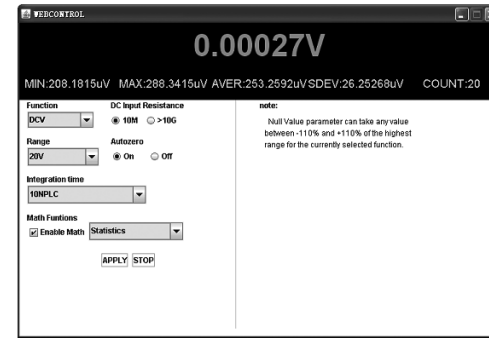 WEBCONTROL
0.00027V
MIN:208.1815uV MAX:288.3415uV AVER:253.2592uV SDEV:26.25268uV COUNT:20
Function DC Input Resistance
DCV 10M >10G
Range Autozero
20V On Off
Integration time
10NPLC
Math Funtions
Enable Math Statistics
APPLY STOP
note:
Null Value parameter can take any value
between -110% and +110% of the highest
range for the currently selected function.